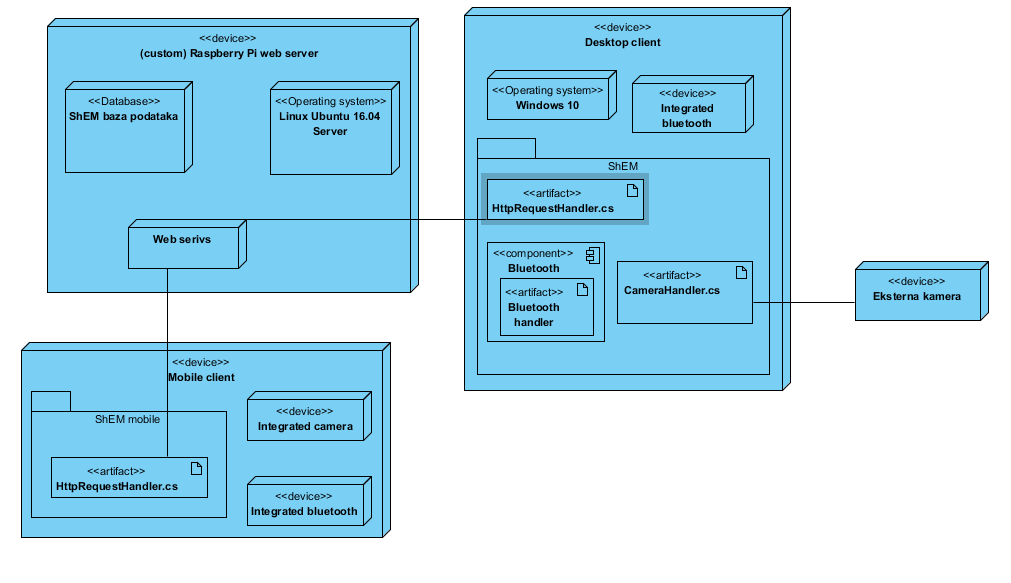 <<device>>
(custom) Raspberry Pi web server
<<Database>>
ShEM baza podataka
<<Operating system>>
Linux Ubuntu 16.04
Server
Web serivs
<<device>>
Desktop client
<<Operating system>>
Windows 10
<<device>>
Integrated
bluetooth
ShEM
<<artifact>>
HttpRequestHandler.cs
<<component>>
Bluetooth
<<artifact>>
Bluetooth
handler
<<artifact>>
CameraHandler.cs
<<device>>
Eksterna kamera
<<device>>
Mobile client
ShEM mobile
<<artifact>>
HttpRequestHandler.cs
<<device>>
Integrated camera
<<device>>
Integrated bluetooth